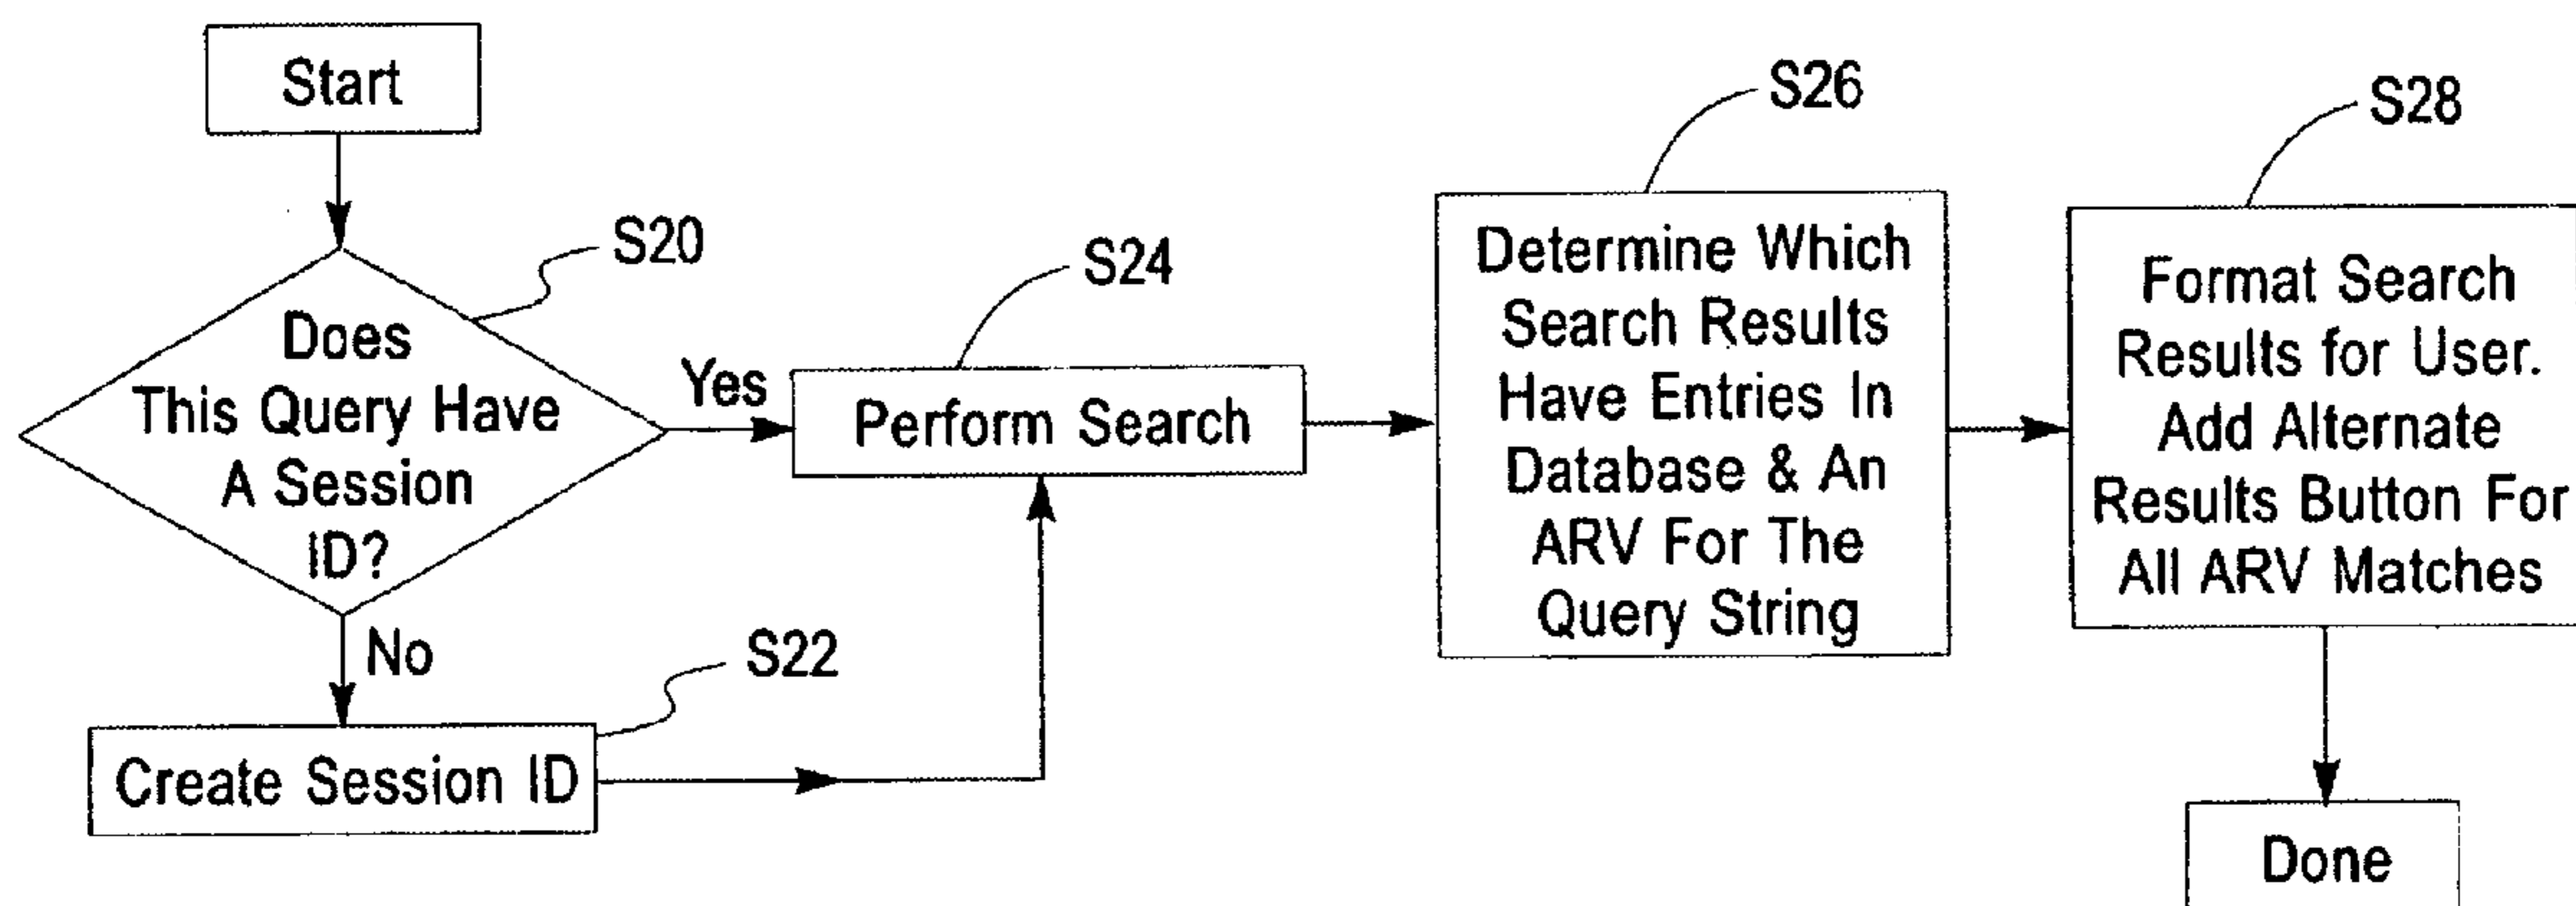 Start
S20
Does
This Query Have
A Session
ID?
Yes
No
S22
Create Session ID
S24
Perform Search
S26
Determine Which
Search Results
Have Entries In
Database & An
ARV For The
Query String
S28
Format Search
Results for User.
Add Alternate
Results Button For
All ARV Matches
Done